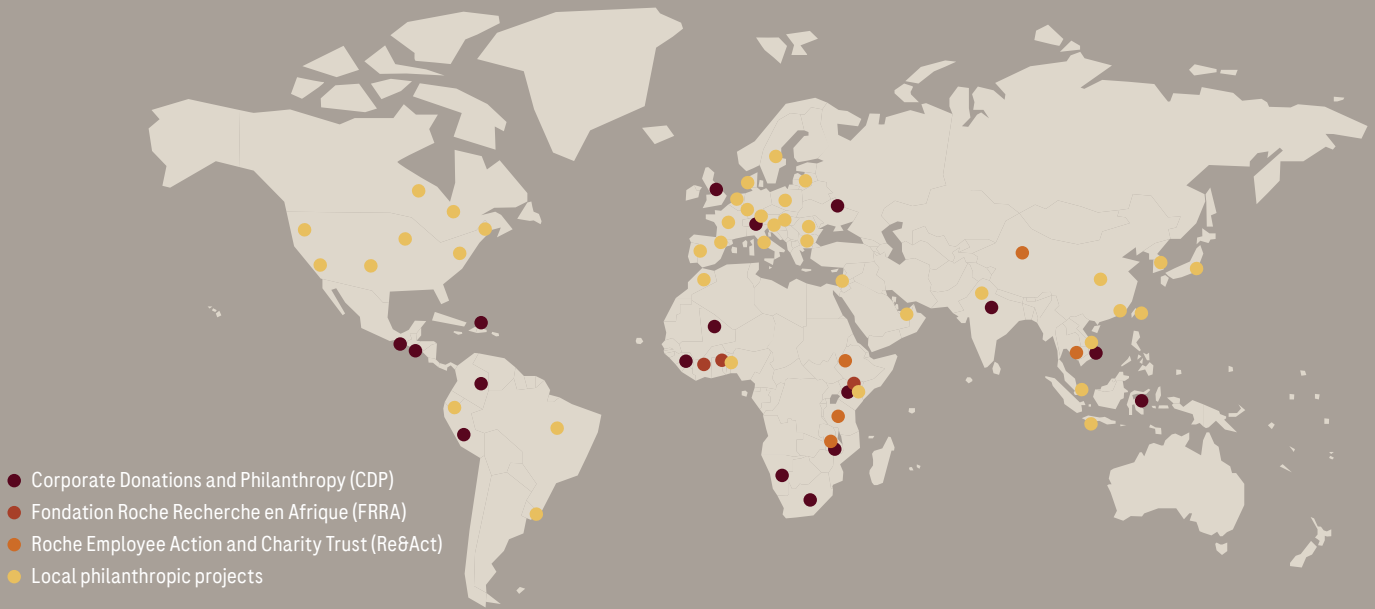 Corporate Donations and Philanthropy (CDP)
Fondation Roche Recherche en Afrique (FRRA)
Roche Employee Action and Charity Trust (Re&Act)
Local philanthropic projects